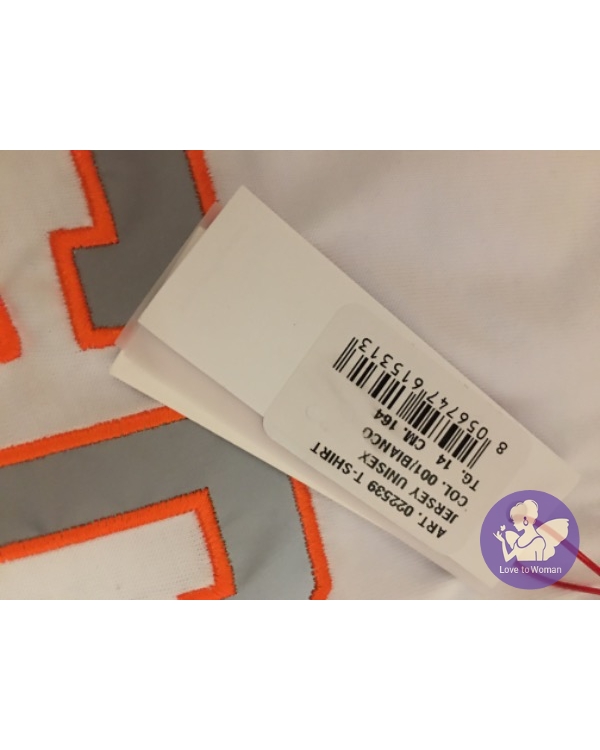 ART. 022539 T-SHIRT
JERSEY UNISEX
COL. 001/BIANCO
TG. 14 CM. 164
8 056747 615313
Love to Woman